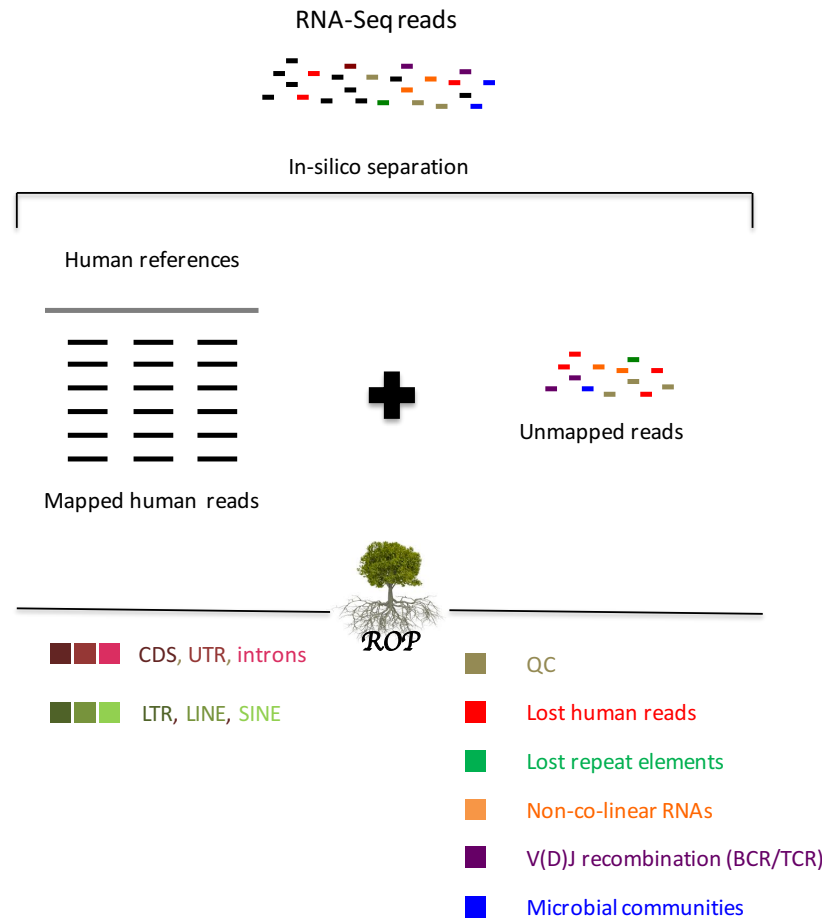 RNA-Seq reads
In-silico separation
Human references
Unmapped reads
Mapped human reads
ROP
CDS, UTR, introns
LTR, LINE, SINE
QC
Lost human reads
Lost repeat elements
Non-co-linear RNAs
V(D)J recombination (BCR/TCR)
Microbial communities